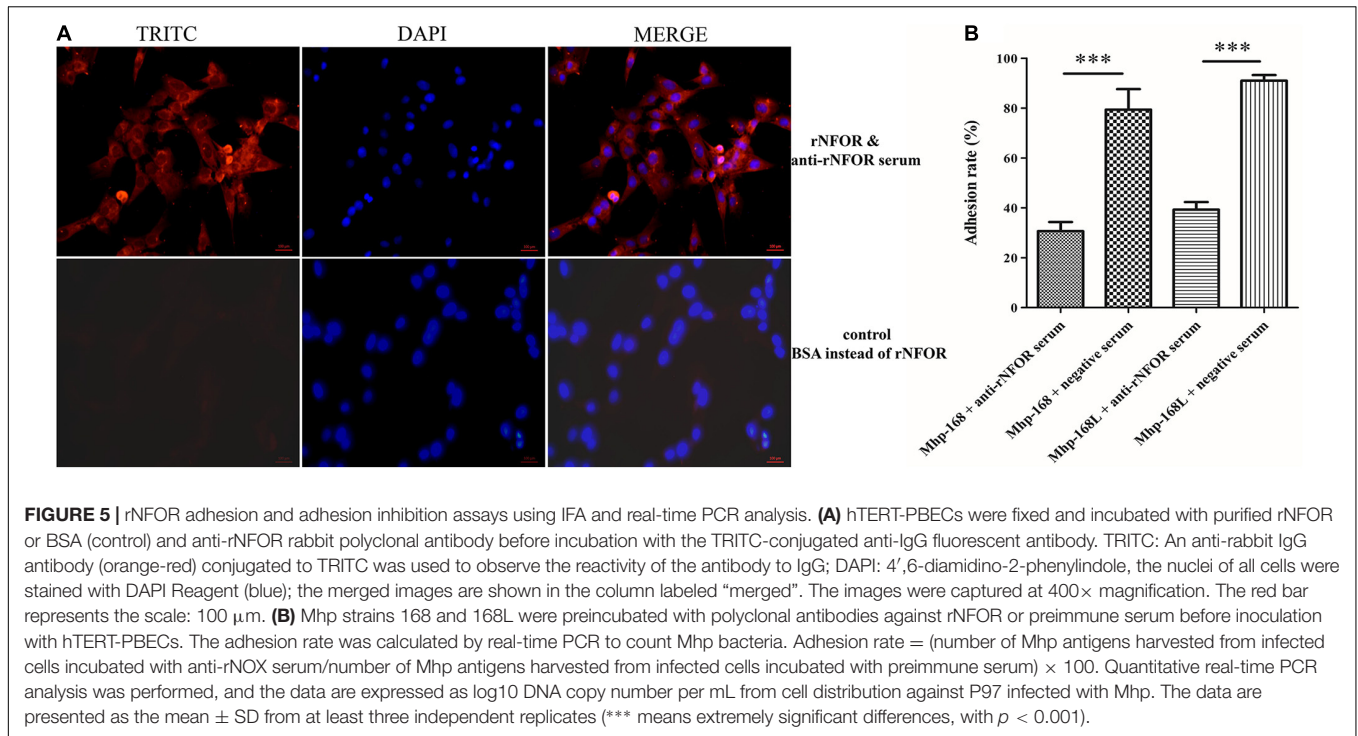 A
TRITC
DAPI
MERGE
rNFOR &
anti-rNFOR serum
control
BSA instead of rNFOR
B
***
***
100
80
60
40
20
0
Adhesion rate (%)
Mhp-168 + anti-rNFOR serum
Mhp-168 + negative serum
Mhp-168L + anti-rNFOR serum
Mhp-168L + negative serum
FIGURE 5 | rNFOR adhesion and adhesion inhibition assays using IFA and real-time PCR analysis. (A) hTERT-PBECs were fixed and incubated with purified rNFOR
or BSA (control) and anti-rNFOR rabbit polyclonal antibody before incubation with the TRITC-conjugated anti-IgG fluorescent antibody. TRITC: An anti-rabbit IgG
antibody (orange-red) conjugated to TRITC was used to observe the reactivity of the antibody to IgG; DAPI: 4′,6-diamidino-2-phenylindole, the nuclei of all cells were
stained with DAPI Reagent (blue); the merged images are shown in the column labeled “merged”. The images were captured at 400× magnification. The red bar
represents the scale: 100 μm. (B) Mhp strains 168 and 168L were preincubated with polyclonal antibodies against rNFOR or preimmune serum before inoculation
with hTERT-PBECs. The adhesion rate was calculated by real-time PCR to count Mhp bacteria. Adhesion rate = (number of Mhp antigens harvested from infected
cells incubated with anti-rNOX serum/number of Mhp antigens harvested from infected cells incubated with preimmune serum) × 100. Quantitative real-time PCR
analysis was performed, and the data are expressed as log10 DNA copy number per mL from cell distribution against P97 infected with Mhp. The data are
presented as the mean ± SD from at least three independent replicates (*** means extremely significant differences, with p < 0.001).